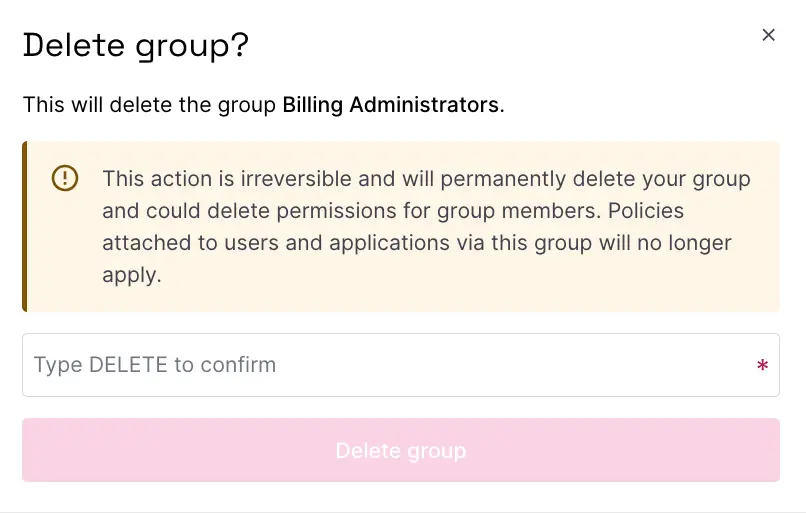 Delete group?
This will delete the group Billing Administrators.
This action is irreversible and will permanently delete your group
and could delete permissions for group members. Policies
attached to users and applications via this group will no longer
apply.
Type DELETE to confirm *
Delete group